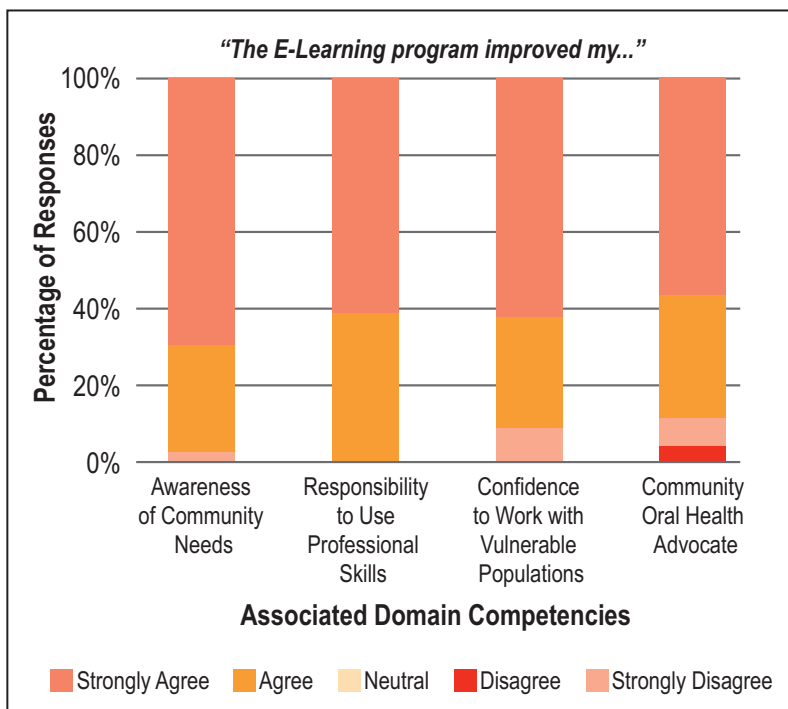 “The E-Learning program improved my...”
100%
80%
60%
40%
20%
0%
Percentage of Responses
Awareness
of Community
Needs
Responsibility
to Use
Professional
Skills
Confidence
to Work with
Vulnerable
Populations
Community
Oral Health
Advocate
Associated Domain Competencies
Strongly Agree Agree Neutral Disagree Strongly Disagree